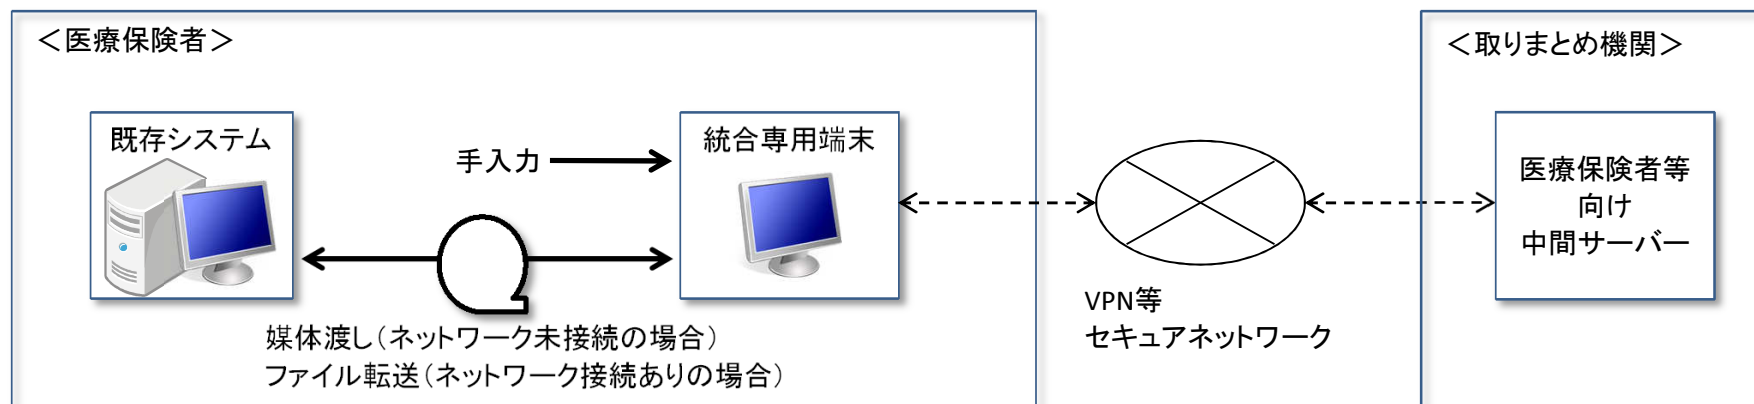 ＜医療保険者＞
＜取りまとめ機関＞
既存システム
手入力
統合専用端末
医療保険者等
向け
中間サーバー
VPN等
セキュアネットワーク
媒体渡し（ネットワーク未接続の場合）
ファイル転送（ネットワーク接続ありの場合）